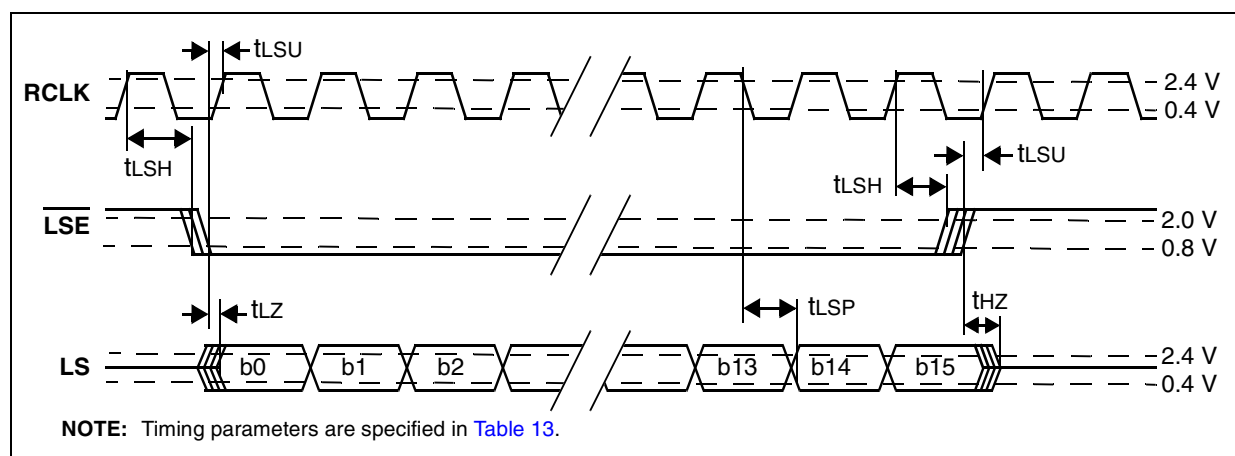 tLSU
RCLK
2.4 V
0.4 V
tLSH
tLSU
tLSH
LSE
2.0 V
0.8 V
tLZ
tLSP
tHZ
LS
b0 b1 b2 b13 b14 b15
2.4 V
0.4 V
NOTE: Timing parameters are specified in Table 13.